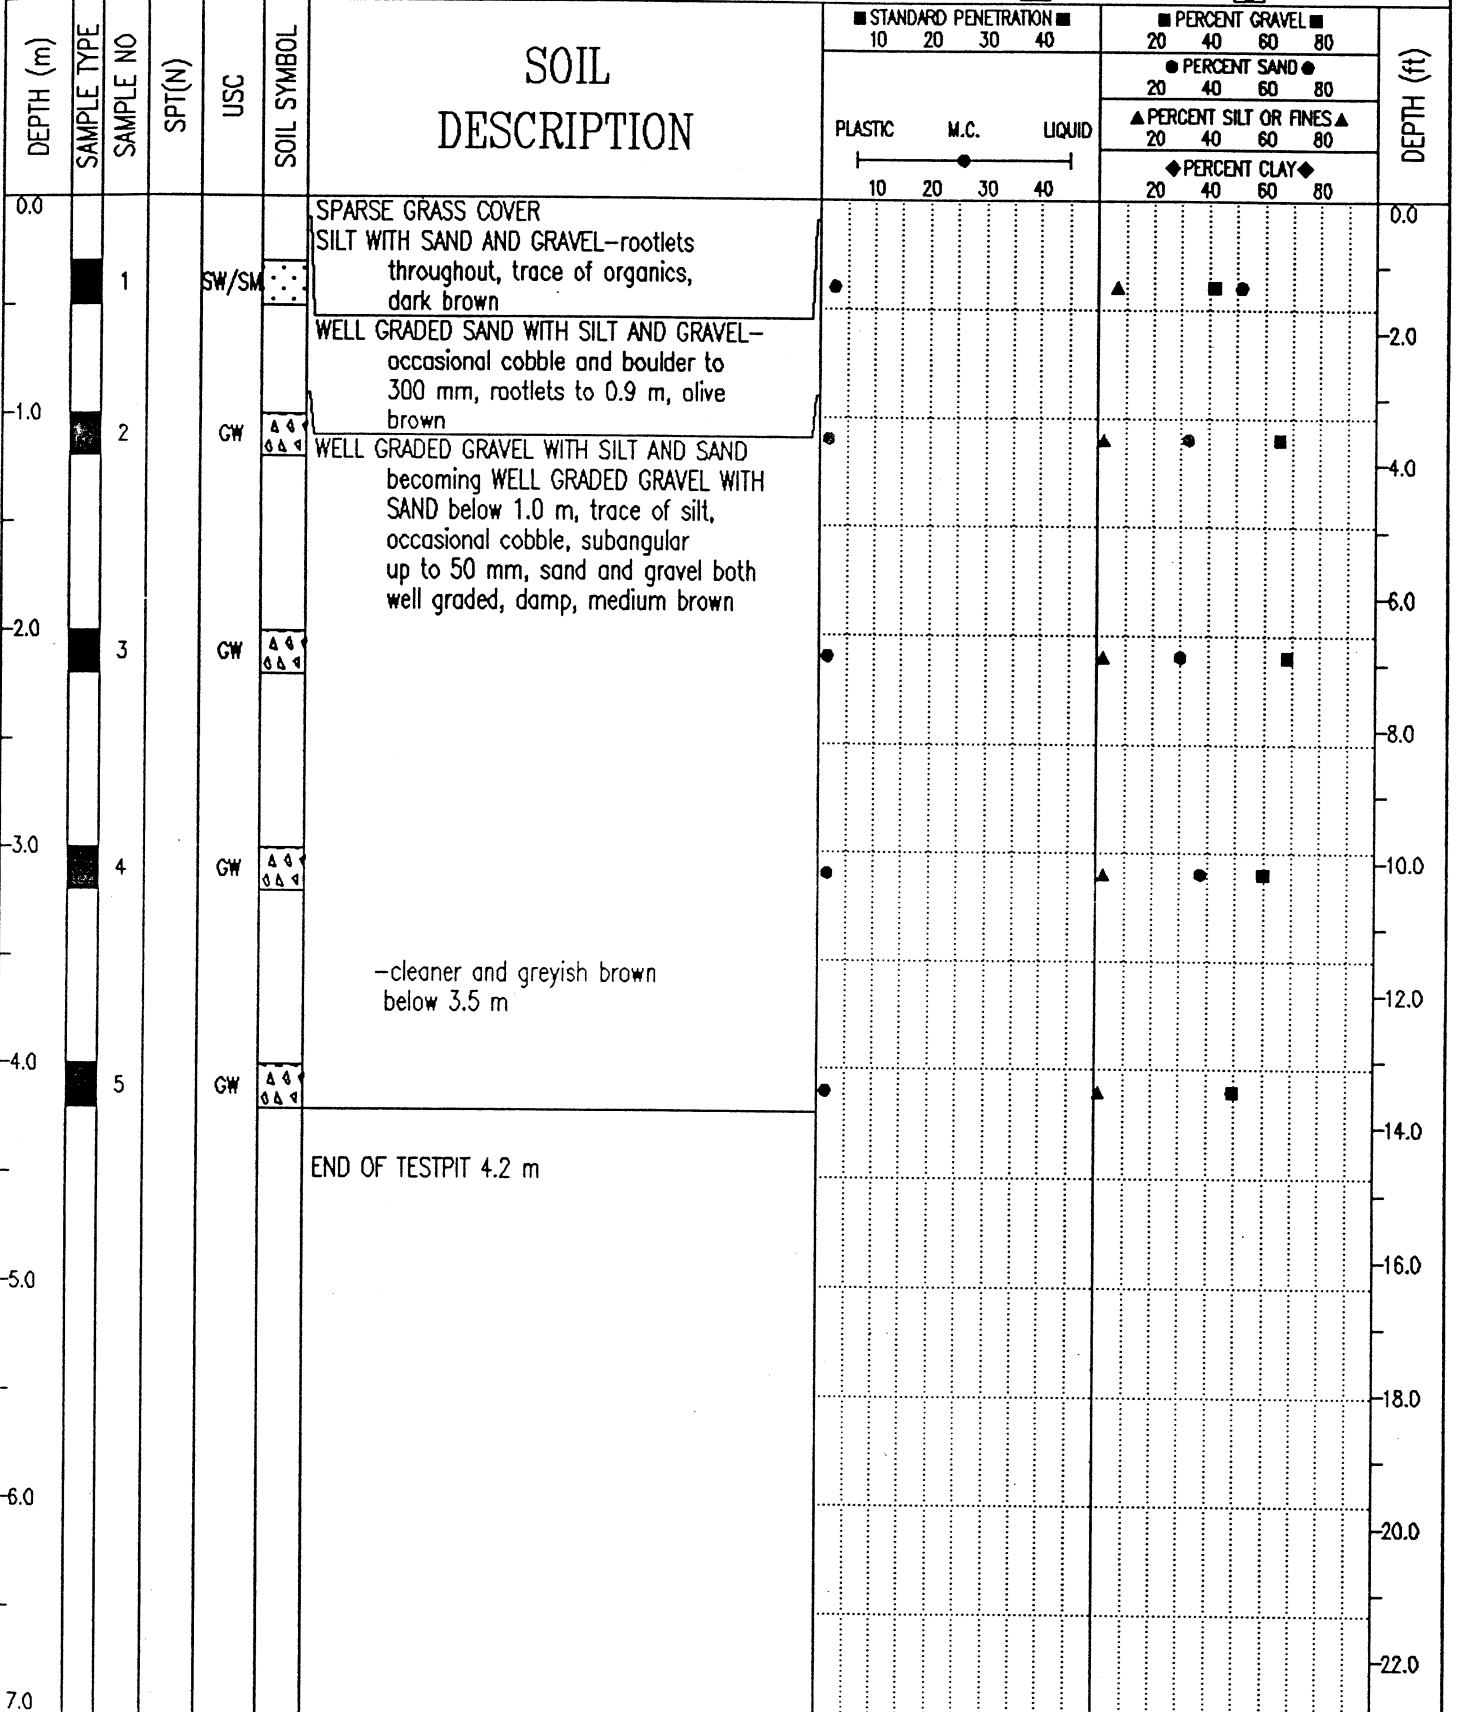 DEPTH (m)
SAMPLE TYPE
SAMPLE NO
SPT(N)
USC
SOIL SYMBOL
SOIL
DESCRIPTION
■ STANDARD PENETRATION ■
10 20 30 40
PLASTIC M.C. LIQUID
10 20 30 40
■ PERCENT GRAVEL ■
20 40 60 80
● PERCENT SAND ●
20 40 60 80
▲ PERCENT SILT OR FINES ▲
20 40 60 80
◆ PERCENT CLAY ◆
20 40 60 80
DEPTH (ft)
0.0
SPARSE GRASS COVER
0.0
SILT WITH SAND AND GRAVEL-rootlets
throughout, trace of organics,
dark brown
1 SW/SM
WELL GRADED SAND WITH SILT AND GRAVEL-
occasional cobble and boulder to
300 mm, rootlets to 0.9 m, olive
brown
2.0
1.0
2 GW
WELL GRADED GRAVEL WITH SILT AND SAND
becoming WELL GRADED GRAVEL WITH
SAND below 1.0 m, trace of silt,
occasional cobble, subangular
up to 50 mm, sand and gravel both
well graded, damp, medium brown
4.0
6.0
2.0
3 GW
8.0
3.0
4 GW
10.0
-cleaner and greyish brown
below 3.5 m
12.0
4.0
5 GW
14.0
END OF TESTPIT 4.2 m
5.0
16.0
18.0
6.0
20.0
22.0
7.0